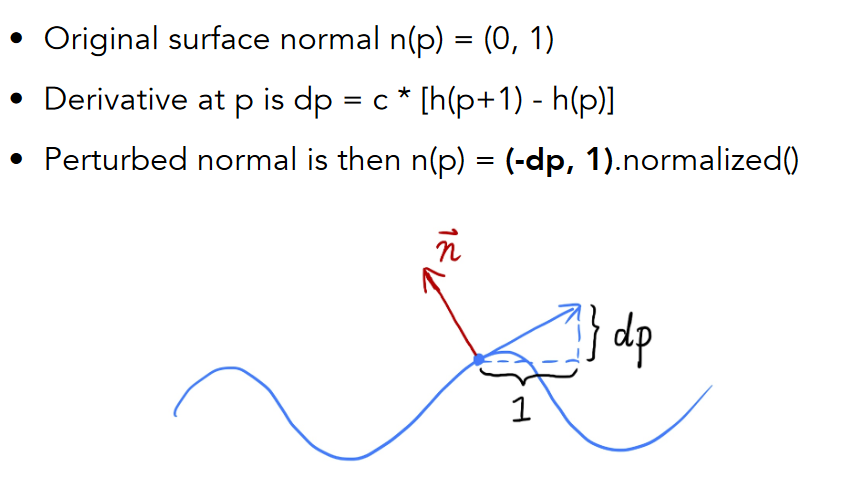 • Original surface normal n(p) = (0, 1)
• Derivative at p is dp = c * [h(p+1) - h(p)]
• Perturbed normal is then n(p) = (-dp, 1).normalized()
n⃗
dp
1